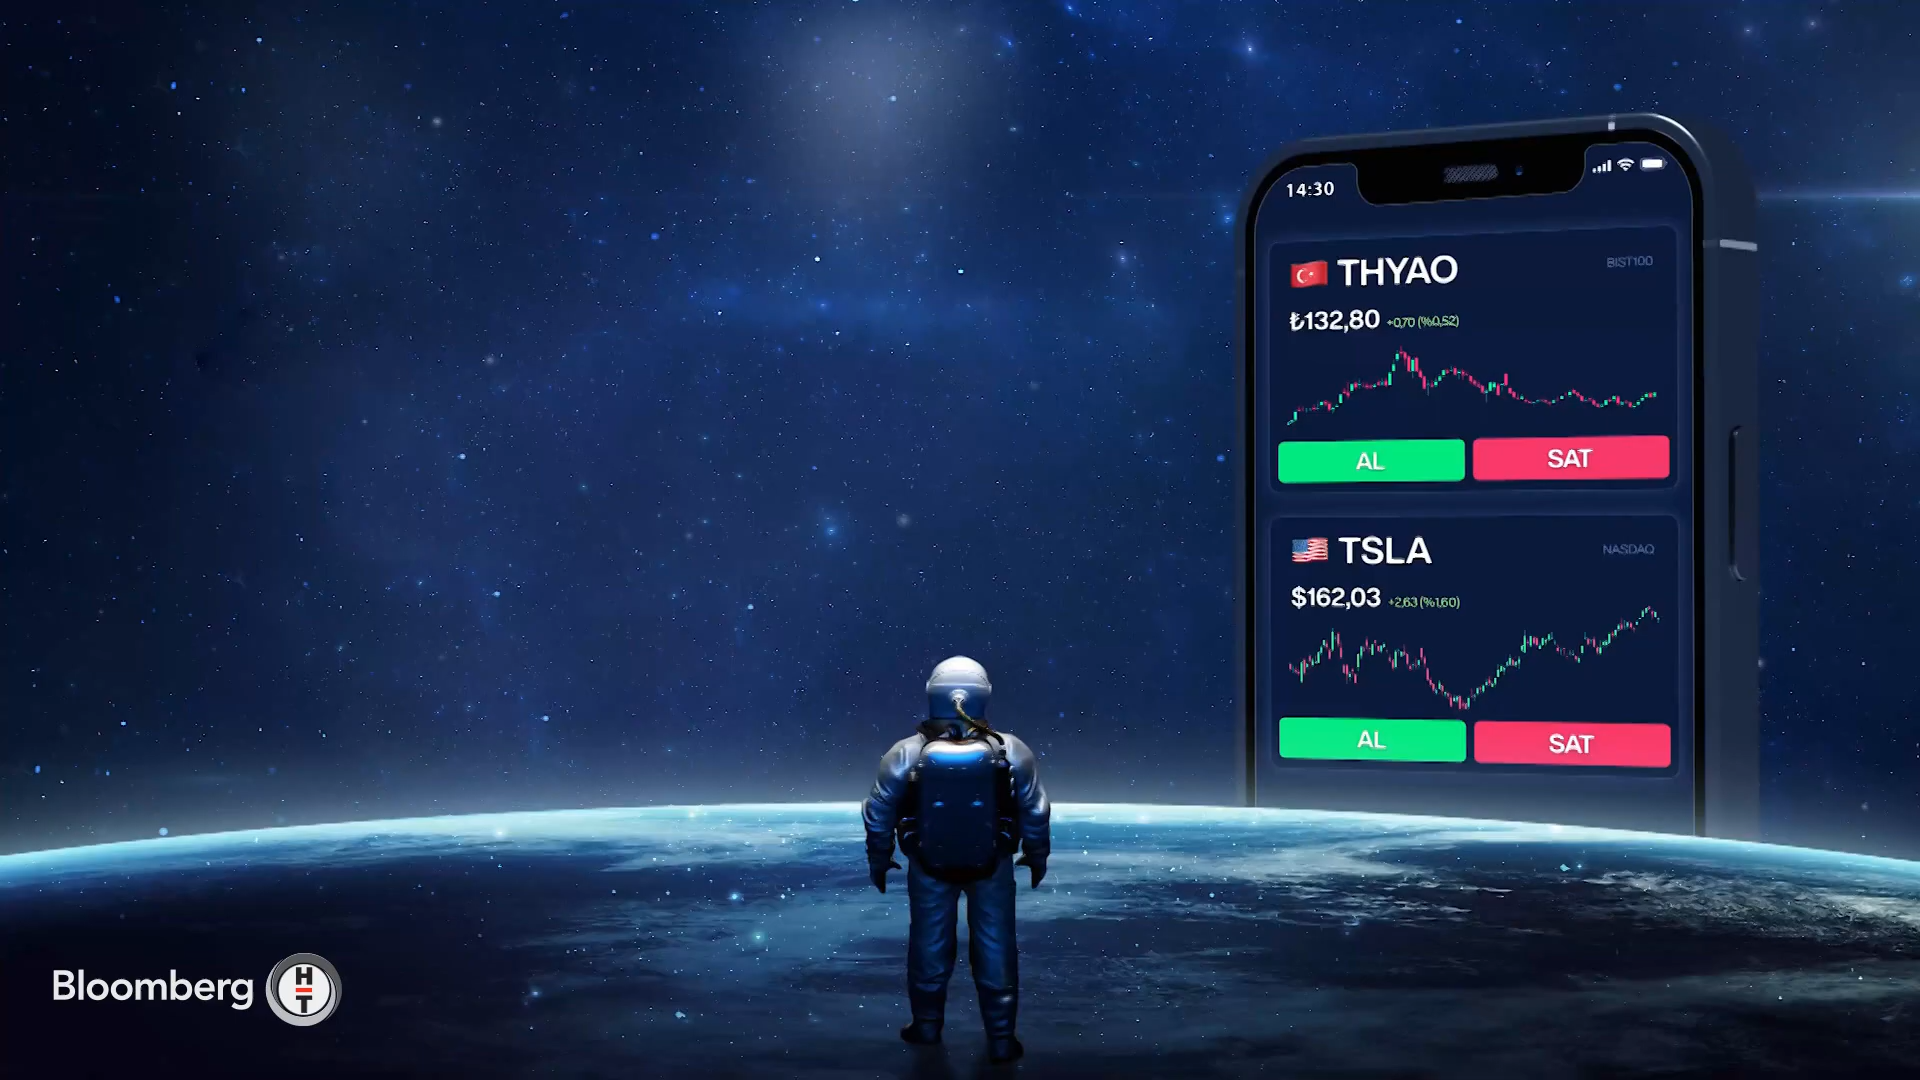 14:30
THYAO
BIST100
₺132,80 +0,70 (%0,52)
AL
SAT
TSLA
NASDAQ
$162,03 +2,63 (%1,60)
AL
SAT
Bloomberg
HT